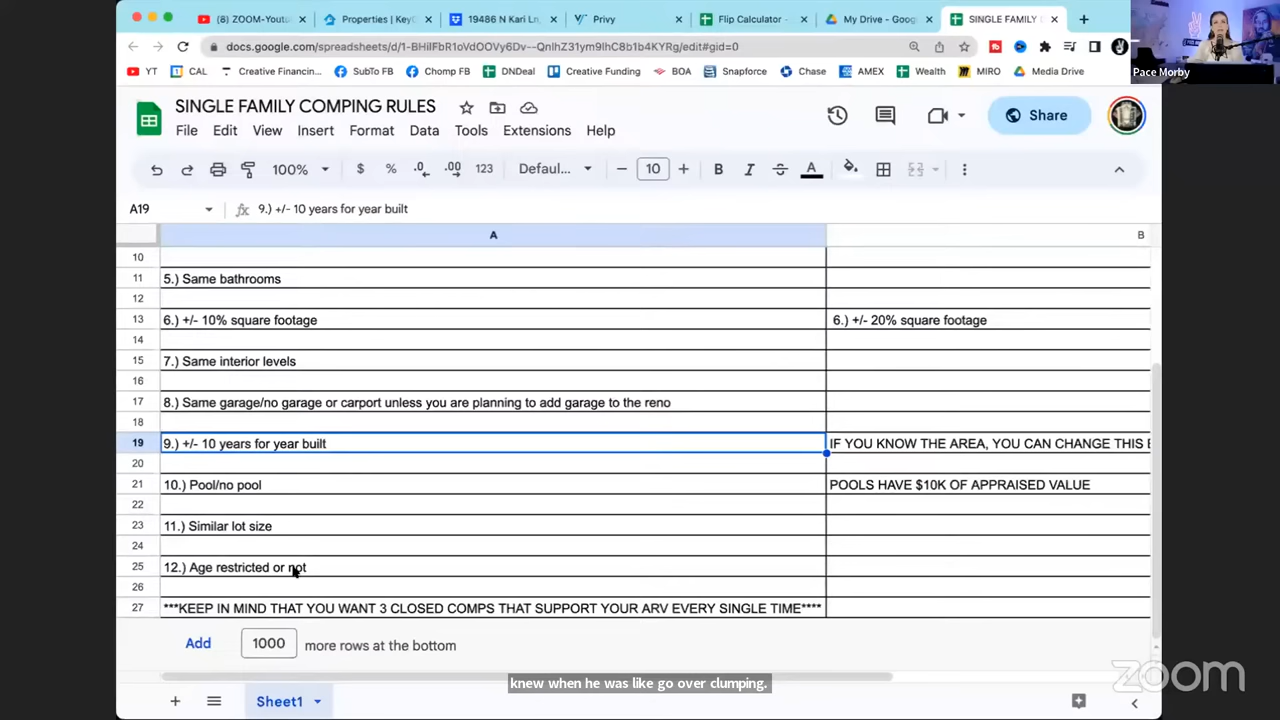 (8) ZOOM-Youtu
Properties | KeyG
19486 N Kari Ln,
Privy
Flip Calculator -
My Drive - Goog
SINGLE FAMILY C
docs.google.com/spreadsheets/d/1-BHiIFbR1oVdOOVy6Dv--QnIhZ31ym9IhC8b1b4KYRg/edit#gid=0
YT
CAL
Creative Financin...
SubTo FB
Chomp FB
DNDeal
Creative Funding
BOA
Snapforce
Chase
AMEX
Wealth
MIRO
Media Drive
Pace Morby
SINGLE FAMILY COMPING RULES
File Edit View Insert Format Data Tools Extensions Help
Share
100% $ % .0 .00 123 Defaul... 10 B I S A
A19 fx 9.) +/- 10 years for year built
A B
10
11 5.) Same bathrooms
12
13 6.) +/- 10% square footage 6.) +/- 20% square footage
14
15 7.) Same interior levels
16
17 8.) Same garage/no garage or carport unless you are planning to add garage to the reno
18
19 9.) +/- 10 years for year built IF YOU KNOW THE AREA, YOU CAN CHANGE THIS
20
21 10.) Pool/no pool POOLS HAVE $10K OF APPRAISED VALUE
22
23 11.) Similar lot size
24
25 12.) Age restricted or not
26
27 ***KEEP IN MIND THAT YOU WANT 3 CLOSED COMPS THAT SUPPORT YOUR ARV EVERY SINGLE TIME****
Add 1000 more rows at the bottom
knew when he was like go over clumping.
zoom
Sheet1